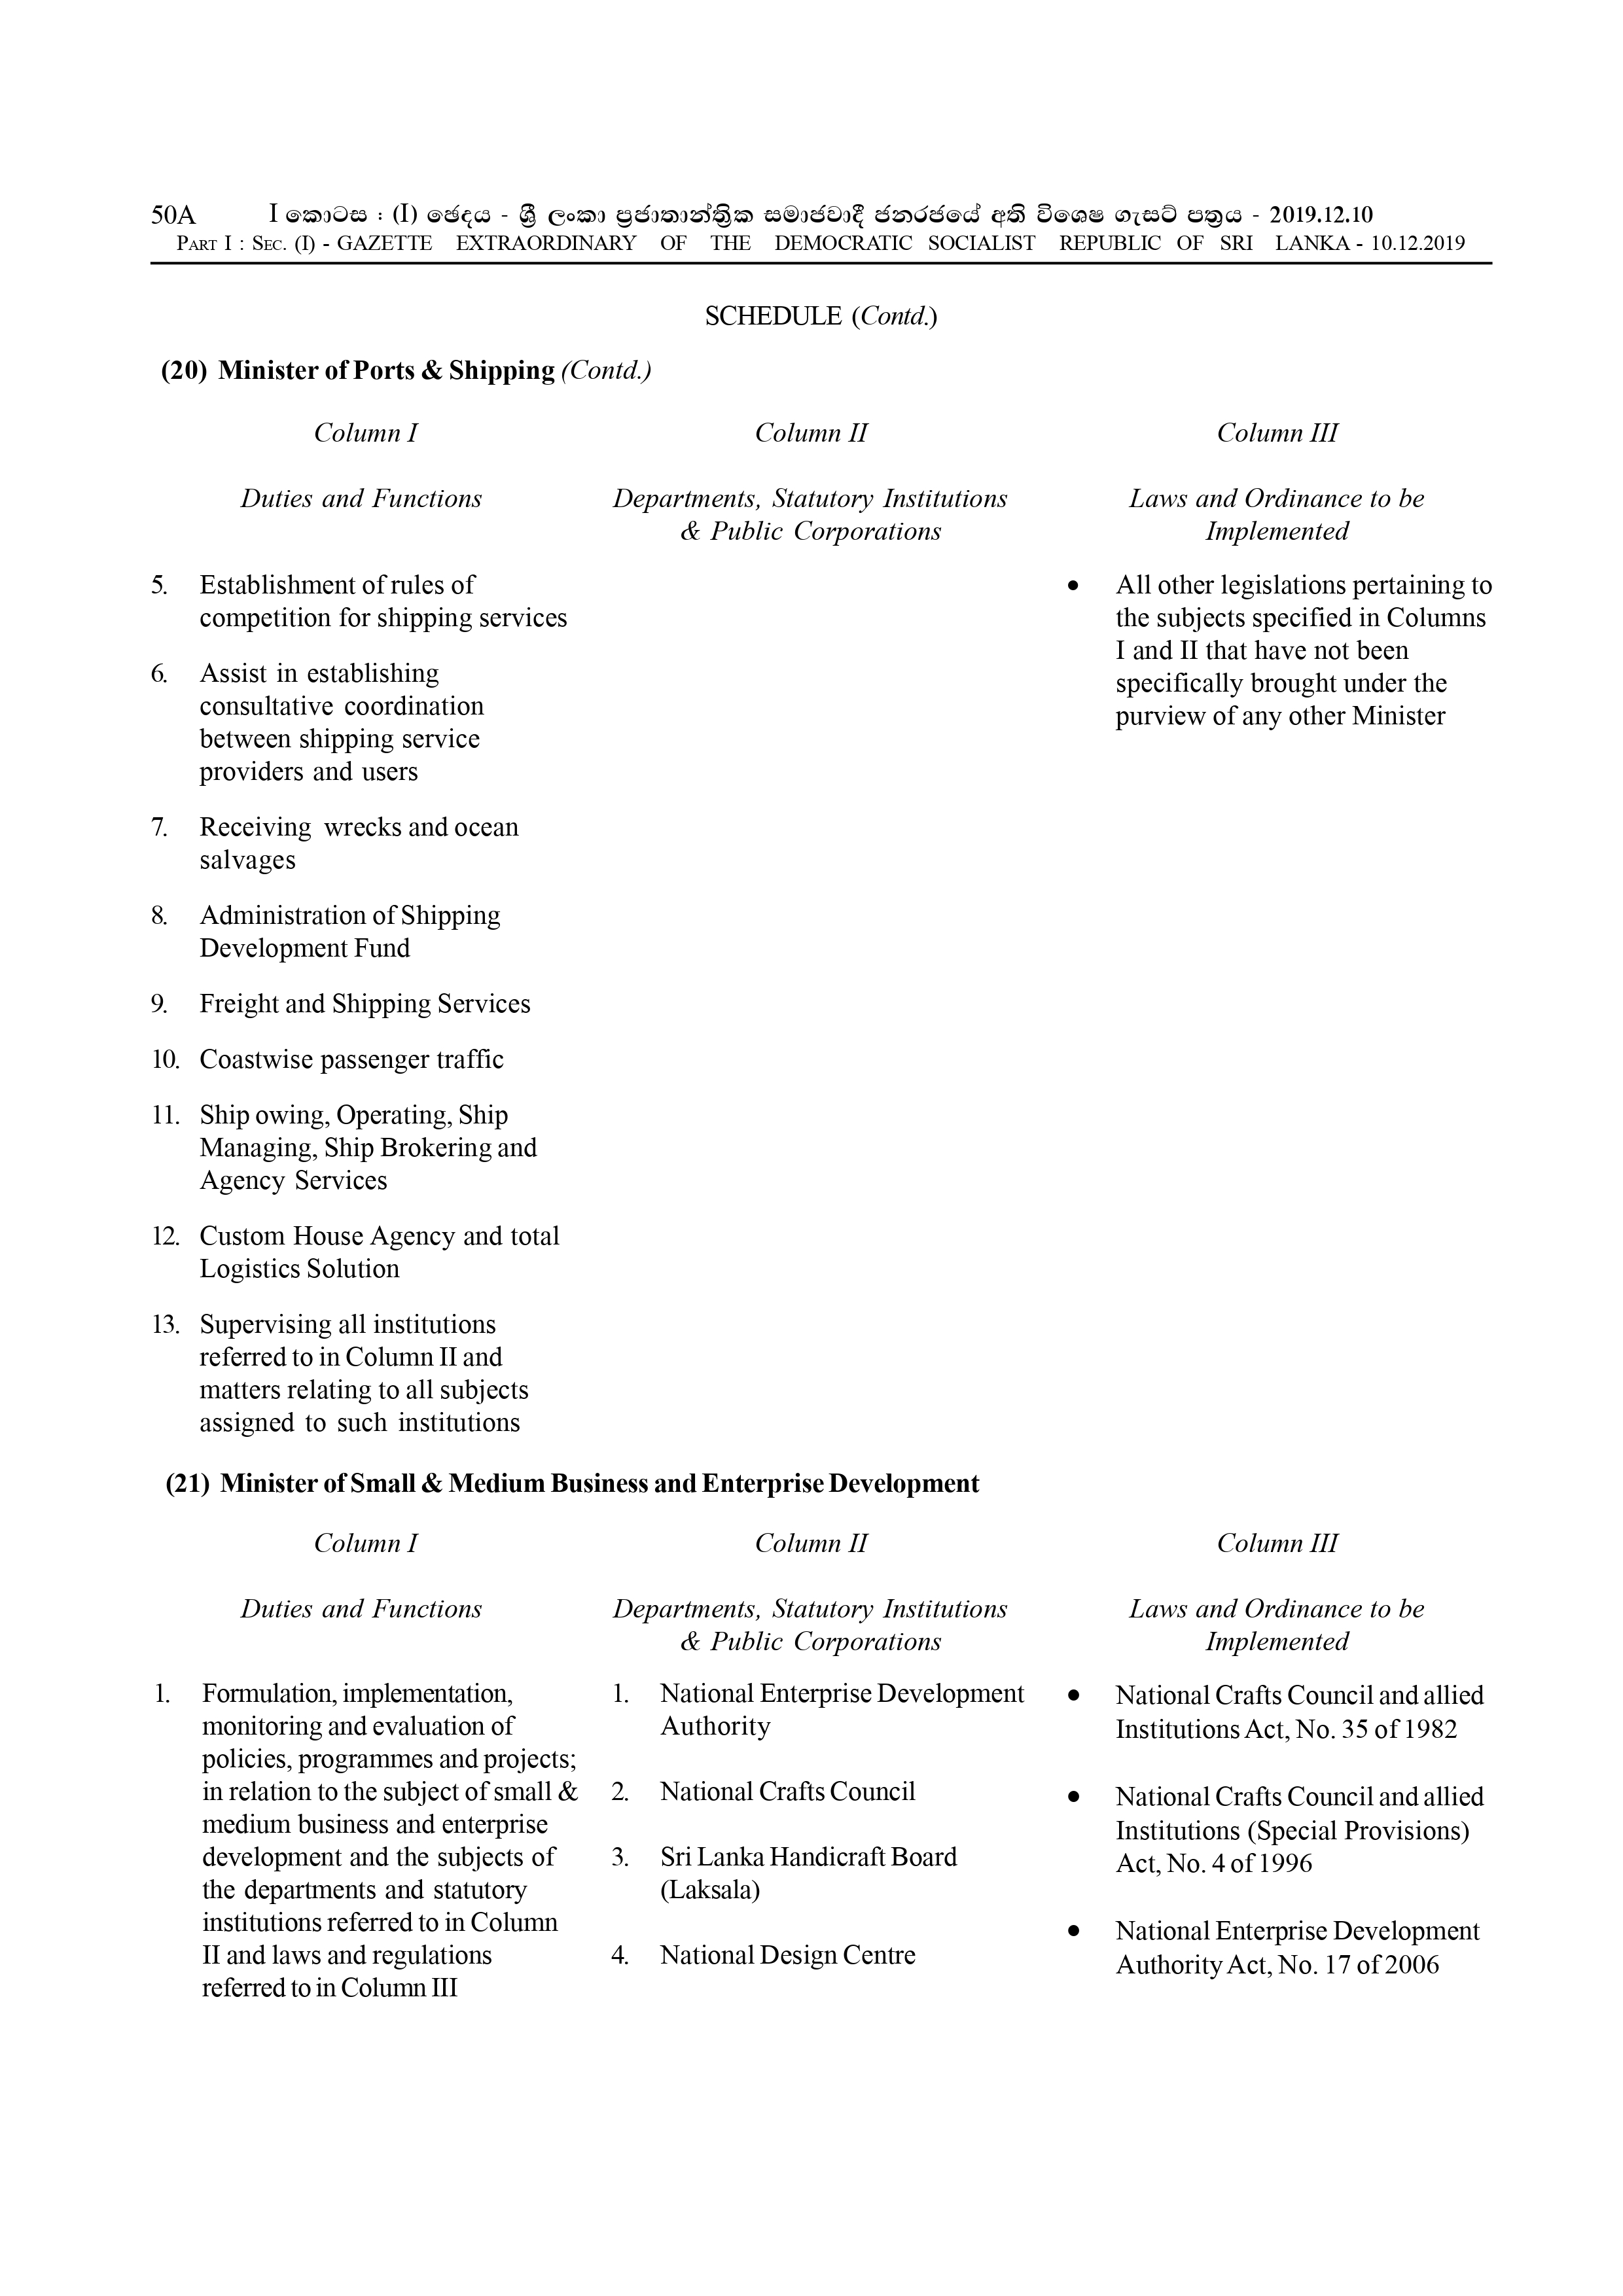 50A I කොටස : (I) ඡෙදය - ශ්‍රී ලංකා ප්‍රජාතාන්ත්‍රික සමාජවාදී ජනරජයේ අති විශෙෂ ගැසට් පත්‍රය - 2019.12.10
PART I : SEC. (I) - GAZETTE EXTRAORDINARY OF THE DEMOCRATIC SOCIALIST REPUBLIC OF SRI LANKA - 10.12.2019
SCHEDULE (Contd.)
(20) Minister of Ports & Shipping (Contd.)
Column I
Duties and Functions
5. Establishment of rules of
competition for shipping services
6. Assist in establishing
consultative coordination
between shipping service
providers and users
7. Receiving wrecks and ocean
salvages
8. Administration of Shipping
Development Fund
9. Freight and Shipping Services
10. Coastwise passenger traffic
11. Ship owing, Operating, Ship
Managing, Ship Brokering and
Agency Services
12. Custom House Agency and total
Logistics Solution
13. Supervising all institutions
referred to in Column II and
matters relating to all subjects
assigned to such institutions
Column II
Departments, Statutory Institutions
& Public Corporations
Column III
Laws and Ordinance to be
Implemented
• All other legislations pertaining to
the subjects specified in Columns
I and II that have not been
specifically brought under the
purview of any other Minister
(21) Minister of Small & Medium Business and Enterprise Development
Column I
Duties and Functions
1. Formulation, implementation,
monitoring and evaluation of
policies, programmes and projects;
in relation to the subject of small &
medium business and enterprise
development and the subjects of
the departments and statutory
institutions referred to in Column
II and laws and regulations
referred to in Column III
Column II
Departments, Statutory Institutions
& Public Corporations
1. National Enterprise Development
Authority
2. National Crafts Council
3. Sri Lanka Handicraft Board
(Laksala)
4. National Design Centre
Column III
Laws and Ordinance to be
Implemented
• National Crafts Council and allied
Institutions Act, No. 35 of 1982
• National Crafts Council and allied
Institutions (Special Provisions)
Act, No. 4 of 1996
• National Enterprise Development
Authority Act, No. 17 of 2006